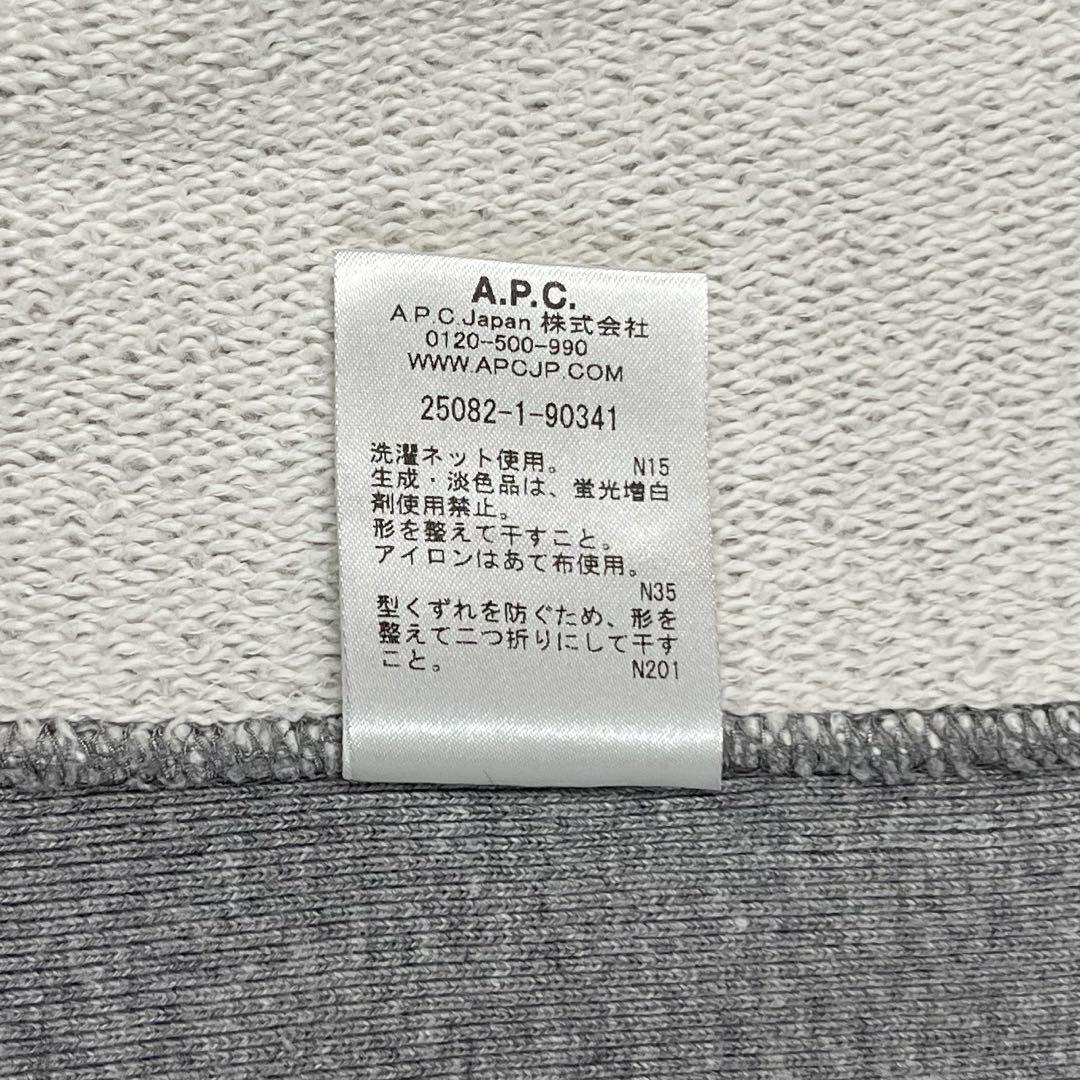 A.P.C.
A.P.C.Japan 株式会社
0120-500-990
WWW.APCJP.COM
25082-1-90341
洗濯ネット使用。 N15
生成・淡色品は、蛍光増白
剤使用禁止。
形を整えて干すこと。
アイロンはあて布使用。
N35
型くずれを防ぐため、形を
整えて二つ折りにして干す
こと。 N201